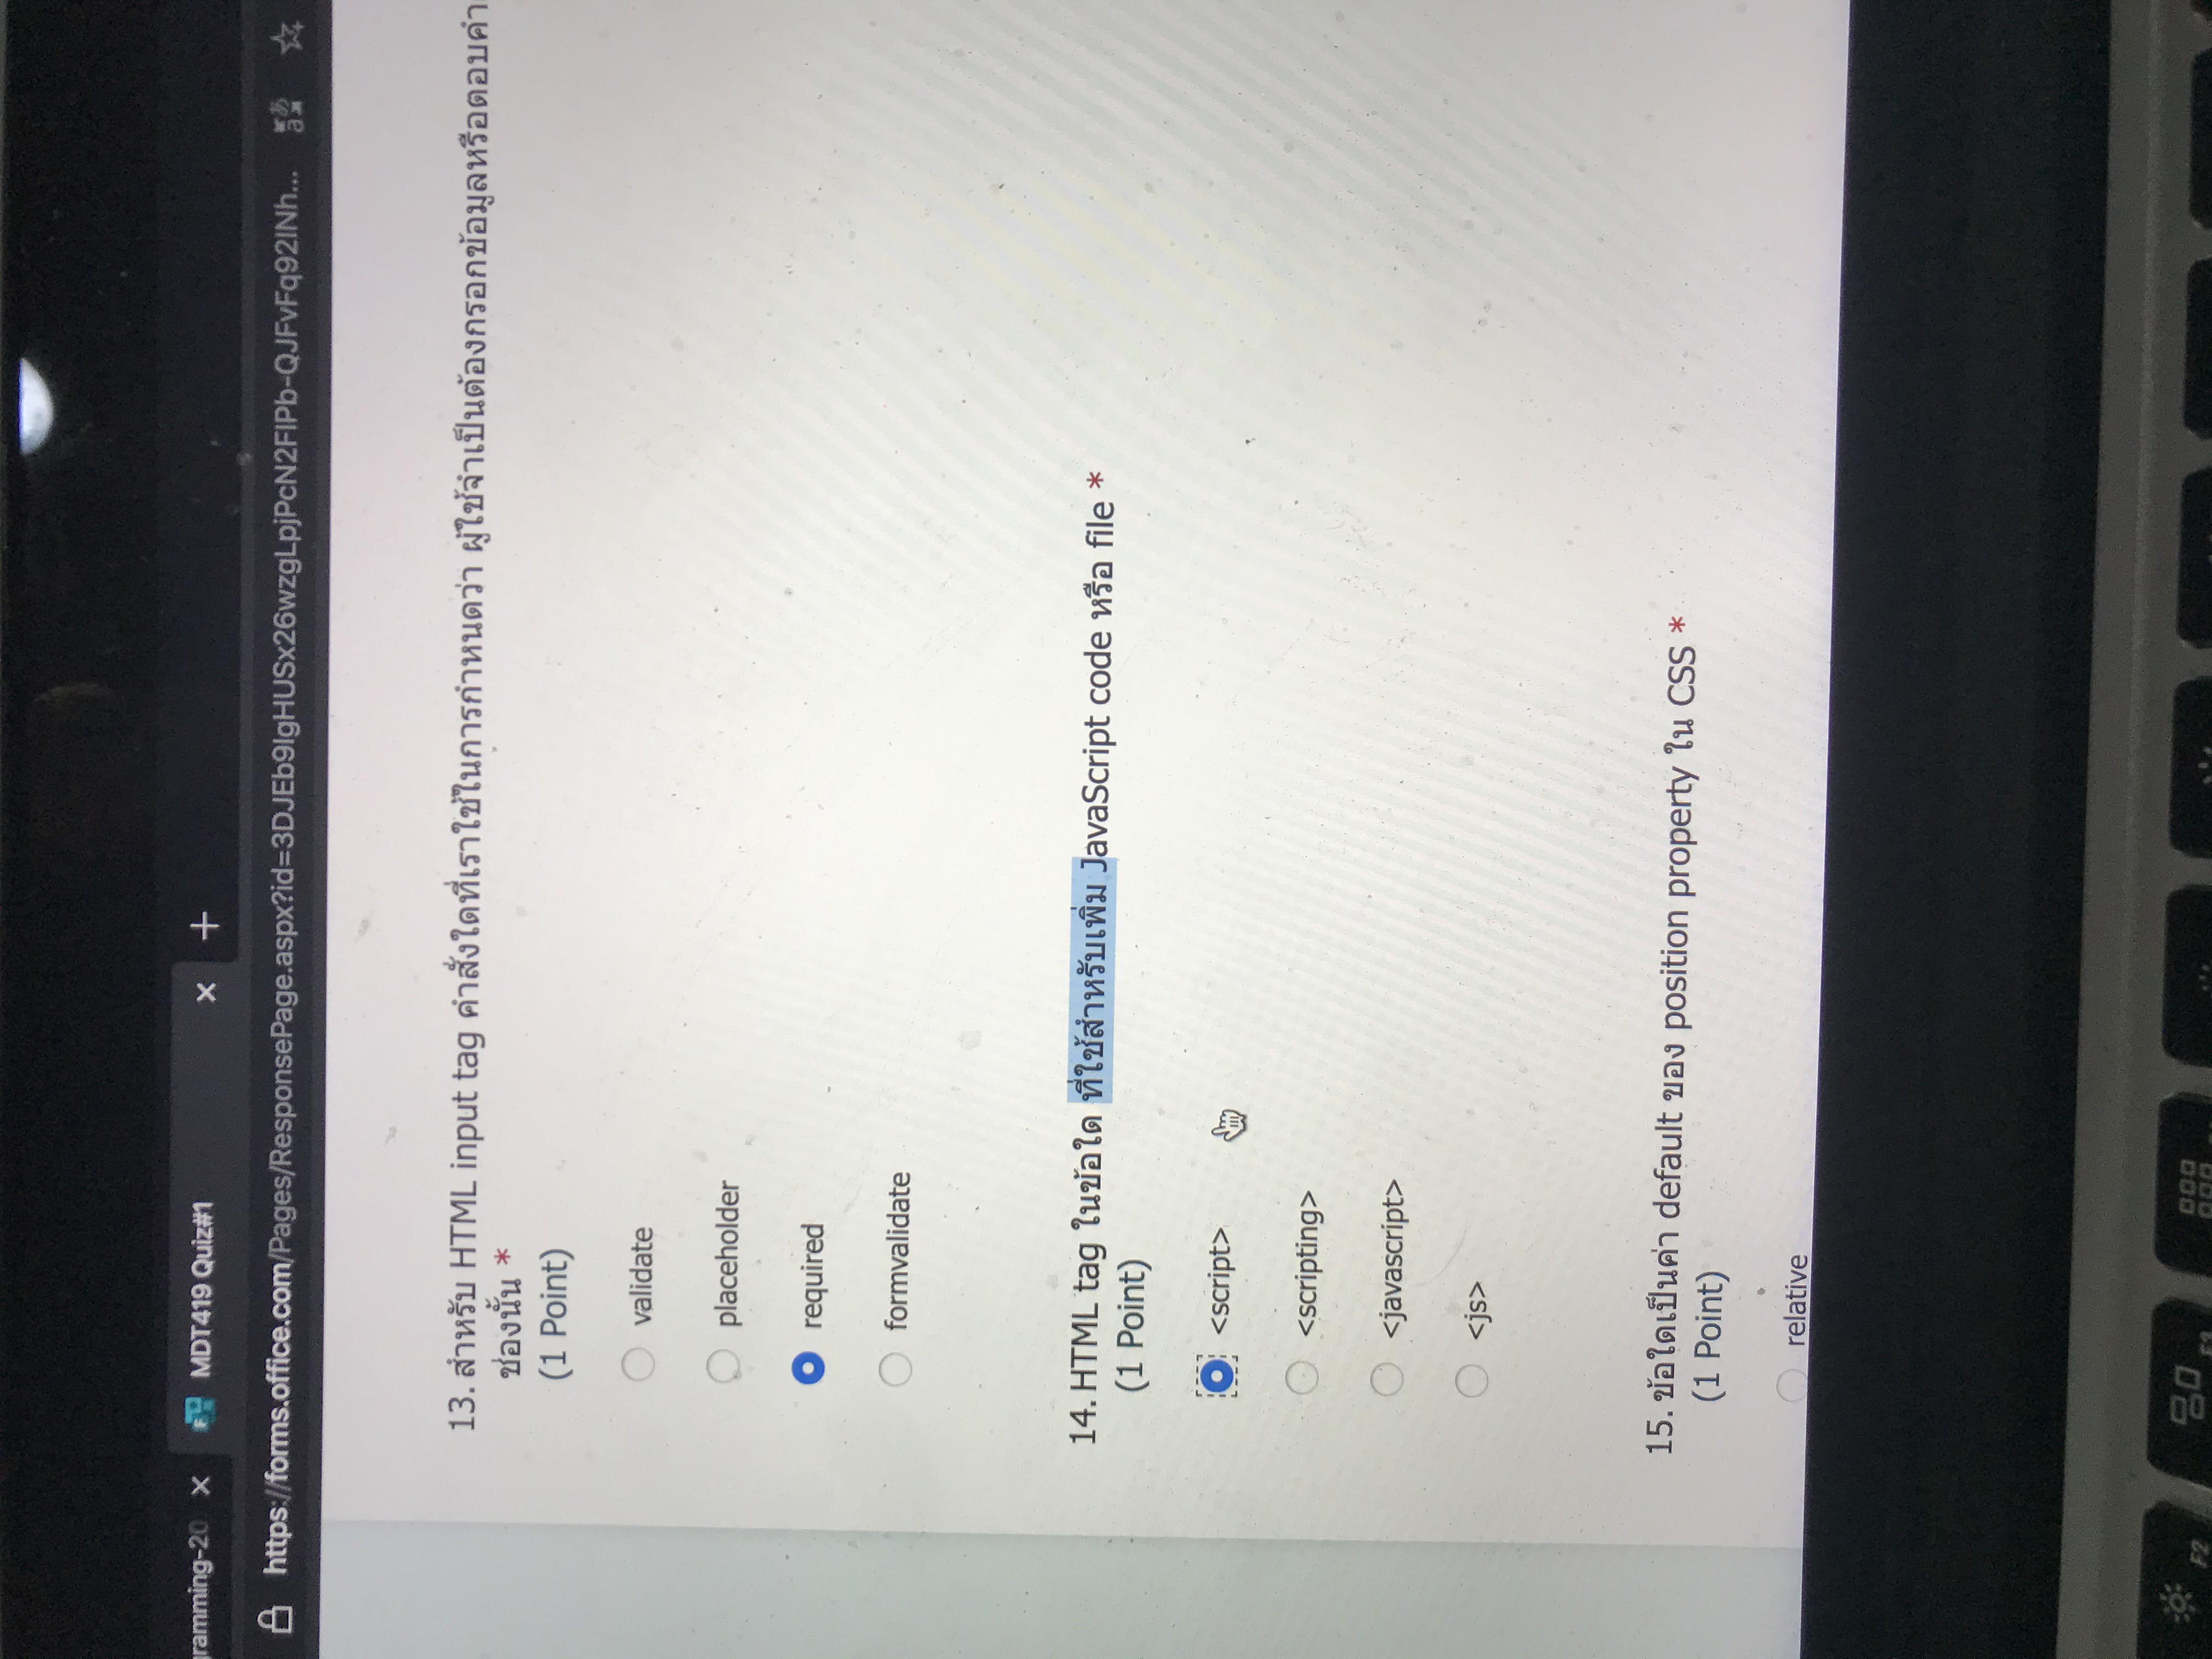 MDT419 Quiz#1
https://forms.office.com/Pages/ResponsePage.aspx?id=3DJEb9IgHUSx26wzgLpjPcN2FIPb-QJFvFq92INh...
13. สำหรับ HTML input tag คำสั่งใดที่เราใช้ในการกำหนดว่า ผู้ใช้จำเป็นต้องกรอกข้อมูลหรือตอบคำ
ช่องนั้น *
(1 Point)
validate
placeholder
required
formvalidate
14. HTML tag ในข้อใด ที่ใช้สำหรับเพิ่ม JavaScript code หรือ file *
(1 Point)
<script>
<scripting>
<javascript>
<js>
15. ข้อใดเป็นค่า default ของ position property ใน CSS *
(1 Point)
relative
F2